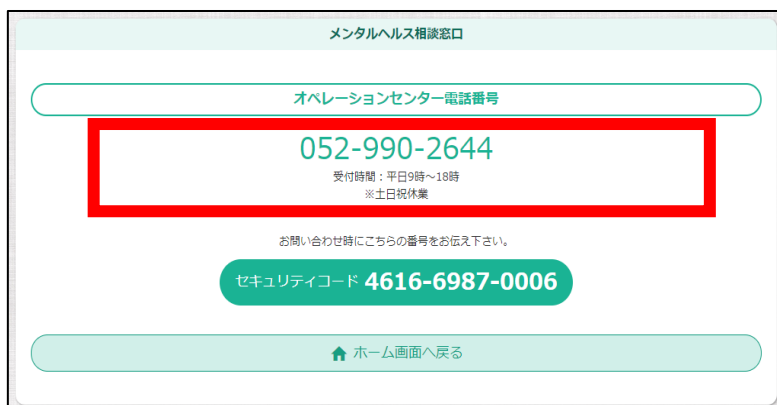 メンタルヘルス相談窓口
オペレーションセンター電話番号
052-990-2644
受付時間：平日9時～18時
※土日祝休業
お問い合わせ時にこちらの番号をお伝え下さい。
セキュリティコード 4616-6987-0006
ホーム画面へ戻る